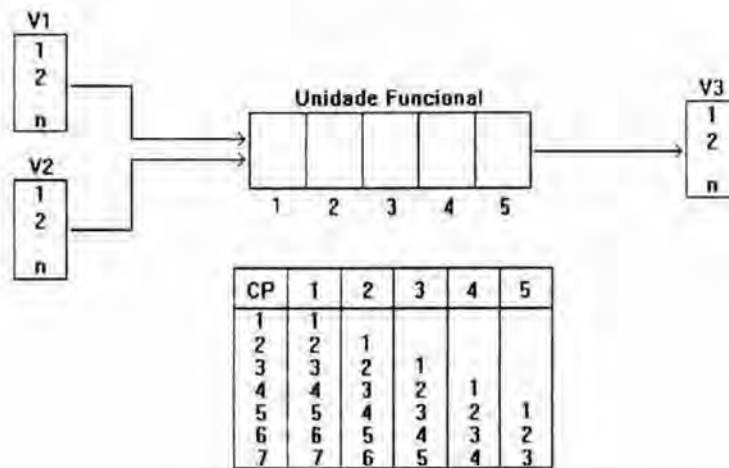 V1
1
2
n
V2
1
2
n
Unidade Funcional
1 2 3 4 5
V3
1
2
n
CP 1 2 3 4 5
1 1
2 2 1
3 3 2 1
4 4 3 2 1
5 5 4 3 2 1
6 6 5 4 3 2
7 7 6 5 4 3